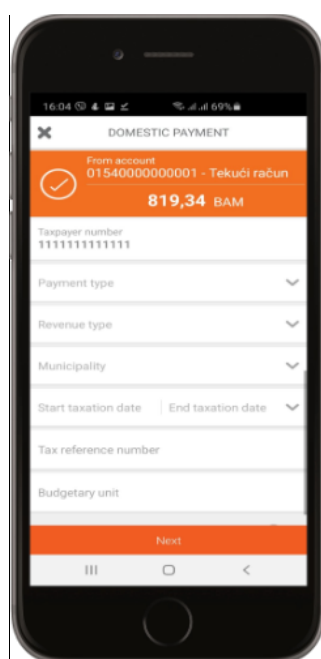 16:04 69%
DOMESTIC PAYMENT
From account
01540000000001 - Tekući račun
819,34 BAM
Taxpayer number
1111111111111
Payment type
Revenue type
Municipality
Start taxation date End taxation date
Tax reference number
Budgetary unit
Next